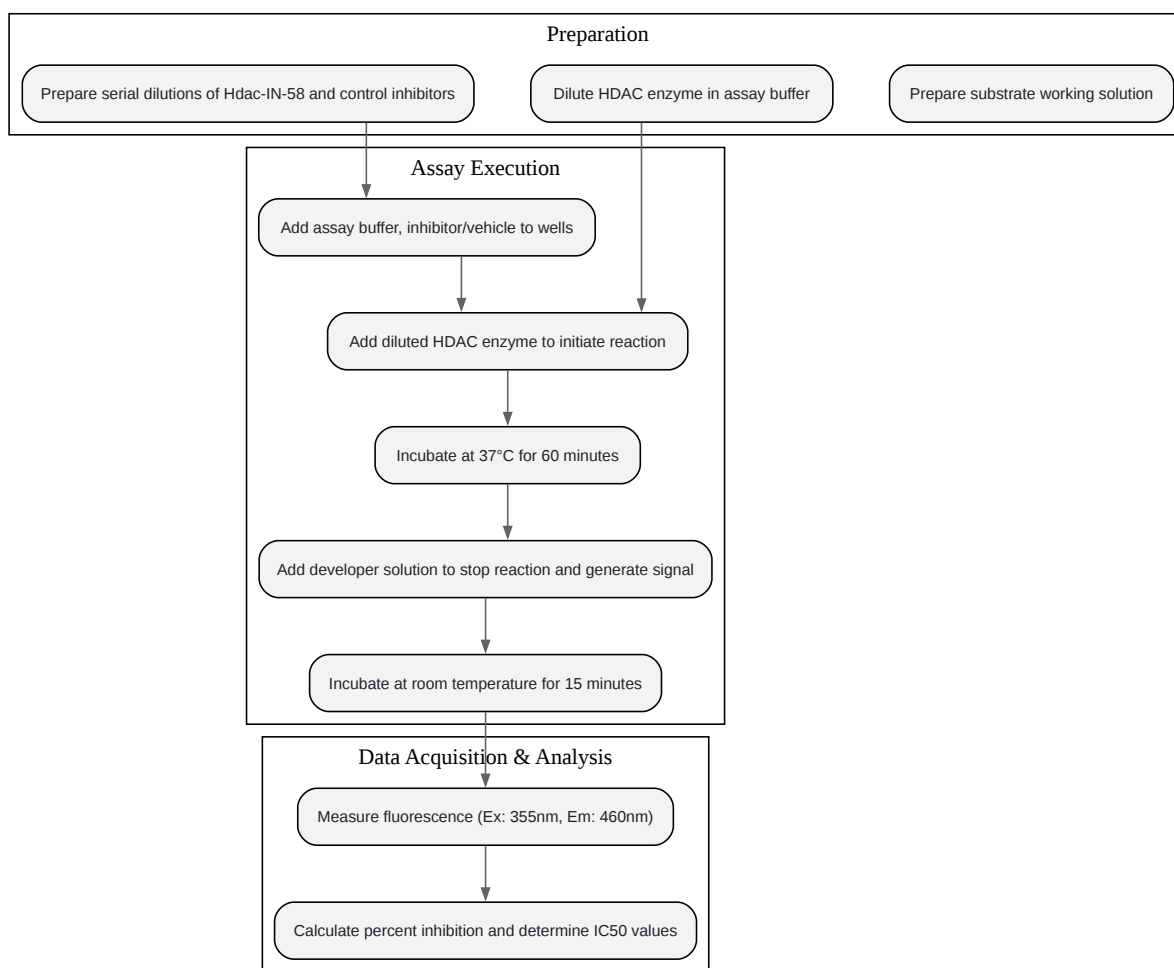 Preparation
Prepare serial dilutions of Hdac-IN-58 and control inhibitors
Dilute HDAC enzyme in assay buffer
Prepare substrate working solution
Assay Execution
Add assay buffer, inhibitor/vehicle to wells
Add diluted HDAC enzyme to initiate reaction
Incubate at 37°C for 60 minutes
Add developer solution to stop reaction and generate signal
Incubate at room temperature for 15 minutes
Data Acquisition & Analysis
Measure fluorescence (Ex: 355nm, Em: 460nm)
Calculate percent inhibition and determine IC50 values